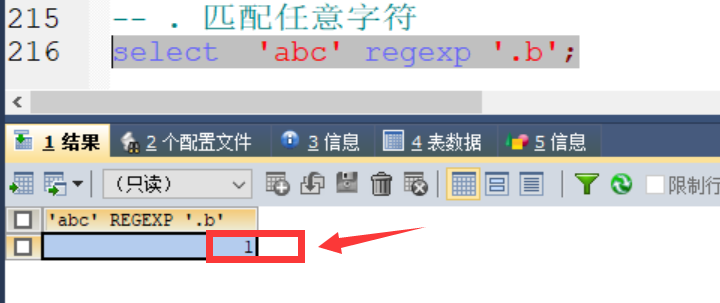 215 -- . 匹配任意字符
216 select 'abc' regexp '.b';
1 结果 2 个配置文件 3 信息 4 表数据 5 信息
(只读) 限制行
'abc' REGEXP '.b'
1